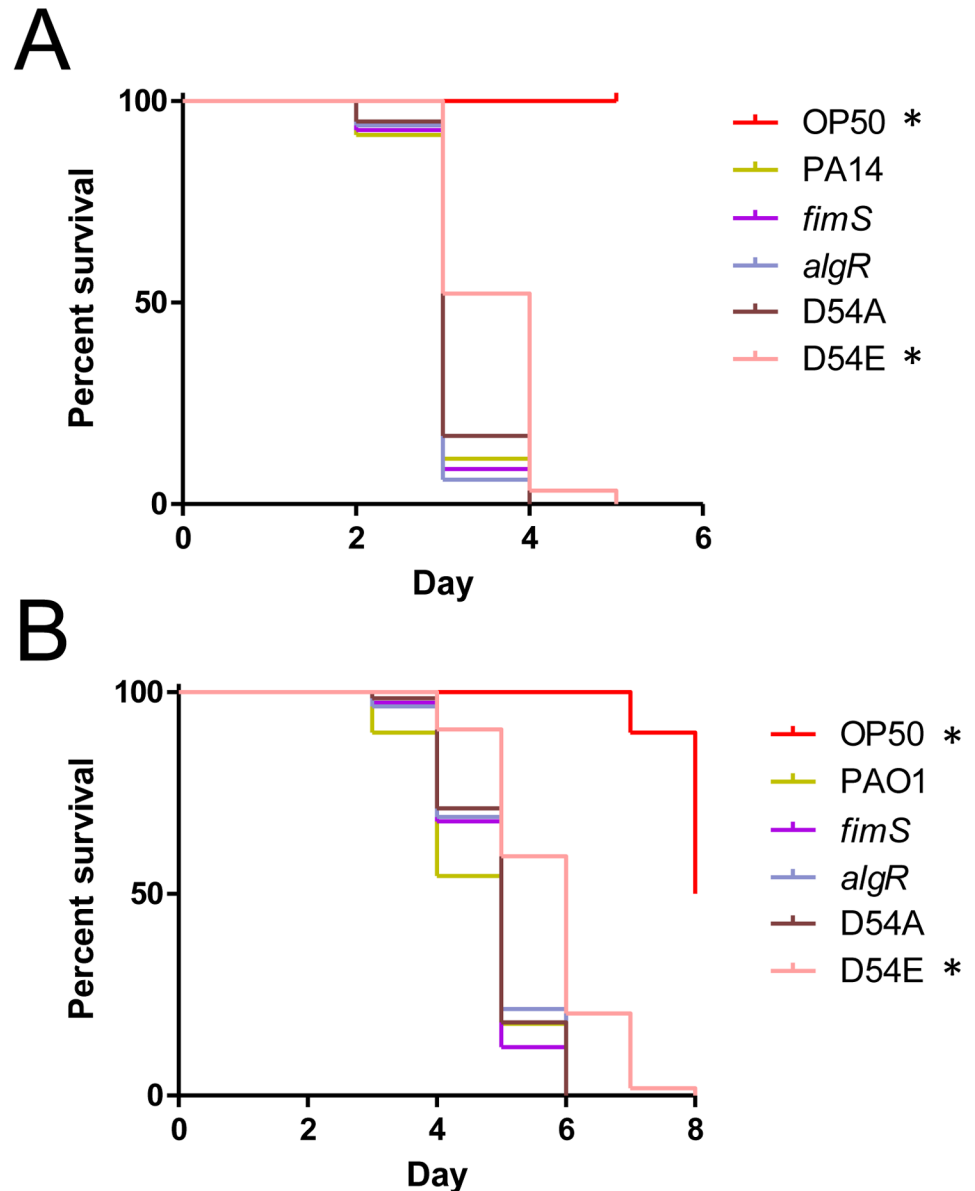 A
100
50
0
Percent survival
0 2 4 6
Day
OP50 *
PA14
fimS
algR
D54A
D54E *
B
100
50
0
Percent survival
0 2 4 6 8
Day
OP50 *
PAO1
fimS
algR
D54A
D54E *